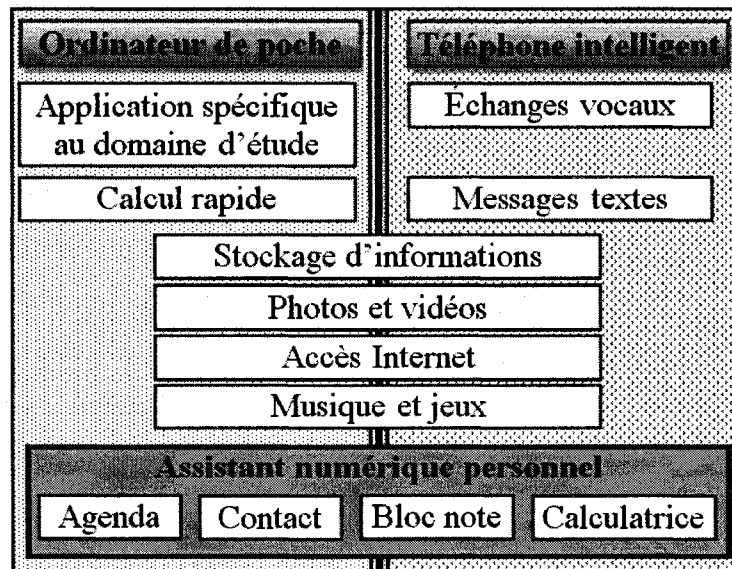 Ordinateur de poche
Téléphone intelligent
Application spécifique
au domaine d'étude
Échanges vocaux
Calcul rapide
Messages textes
Stockage d'informations
Photos et vidéos
Accès Internet
Musique et jeux
Assistant numérique personnel
Agenda
Contact
Bloc note
Calculatrice